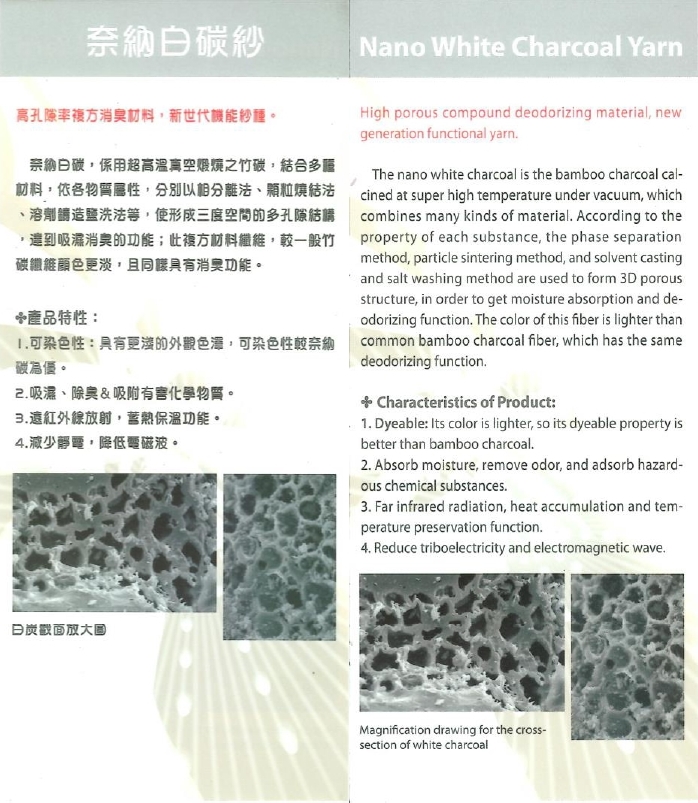 奈納白碳紗
高孔隙率複方消臭材料，新世代機能紗種。
奈納白碳，係用超高溫真空煅燒之竹碳，結合多種
材料，依各物質屬性，分別以相分離法、顆粒燒結法
、溶劑鑄造鹽洗法等，使形成三度空間的多孔隙結構
，達到吸濕消臭的功能；此複方材料纖維，較一般竹
碳纖維顏色更淡，且同樣具有消臭功能。
✤產品特性：
1.可染色性：具有更淺的外觀色澤，可染色性較奈納
碳為優。
2.吸濕、除臭&吸附有害化學物質。
3.遠紅外線放射，蓄熱保溫功能。
4.減少靜電，降低電磁波。
白炭截面放大圖
Nano White Charcoal Yarn
High porous compound deodorizing material, new
generation functional yarn.
The nano white charcoal is the bamboo charcoal cal-
cined at super high temperature under vacuum, which
combines many kinds of material. According to the
property of each substance, the phase separation
method, particle sintering method, and solvent casting
and salt washing method are used to form 3D porous
structure, in order to get moisture absorption and de-
odorizing function. The color of this fiber is lighter than
common bamboo charcoal fiber, which has the same
deodorizing function.
✤ Characteristics of Product:
1. Dyeable: Its color is lighter, so its dyeable property is
better than bamboo charcoal.
2. Absorb moisture, remove odor, and adsorb hazard-
ous chemical substances.
3. Far infrared radiation, heat accumulation and tem-
perature preservation function.
4. Reduce triboelectricity and electromagnetic wave.
Magnification drawing for the cross-
section of white charcoal